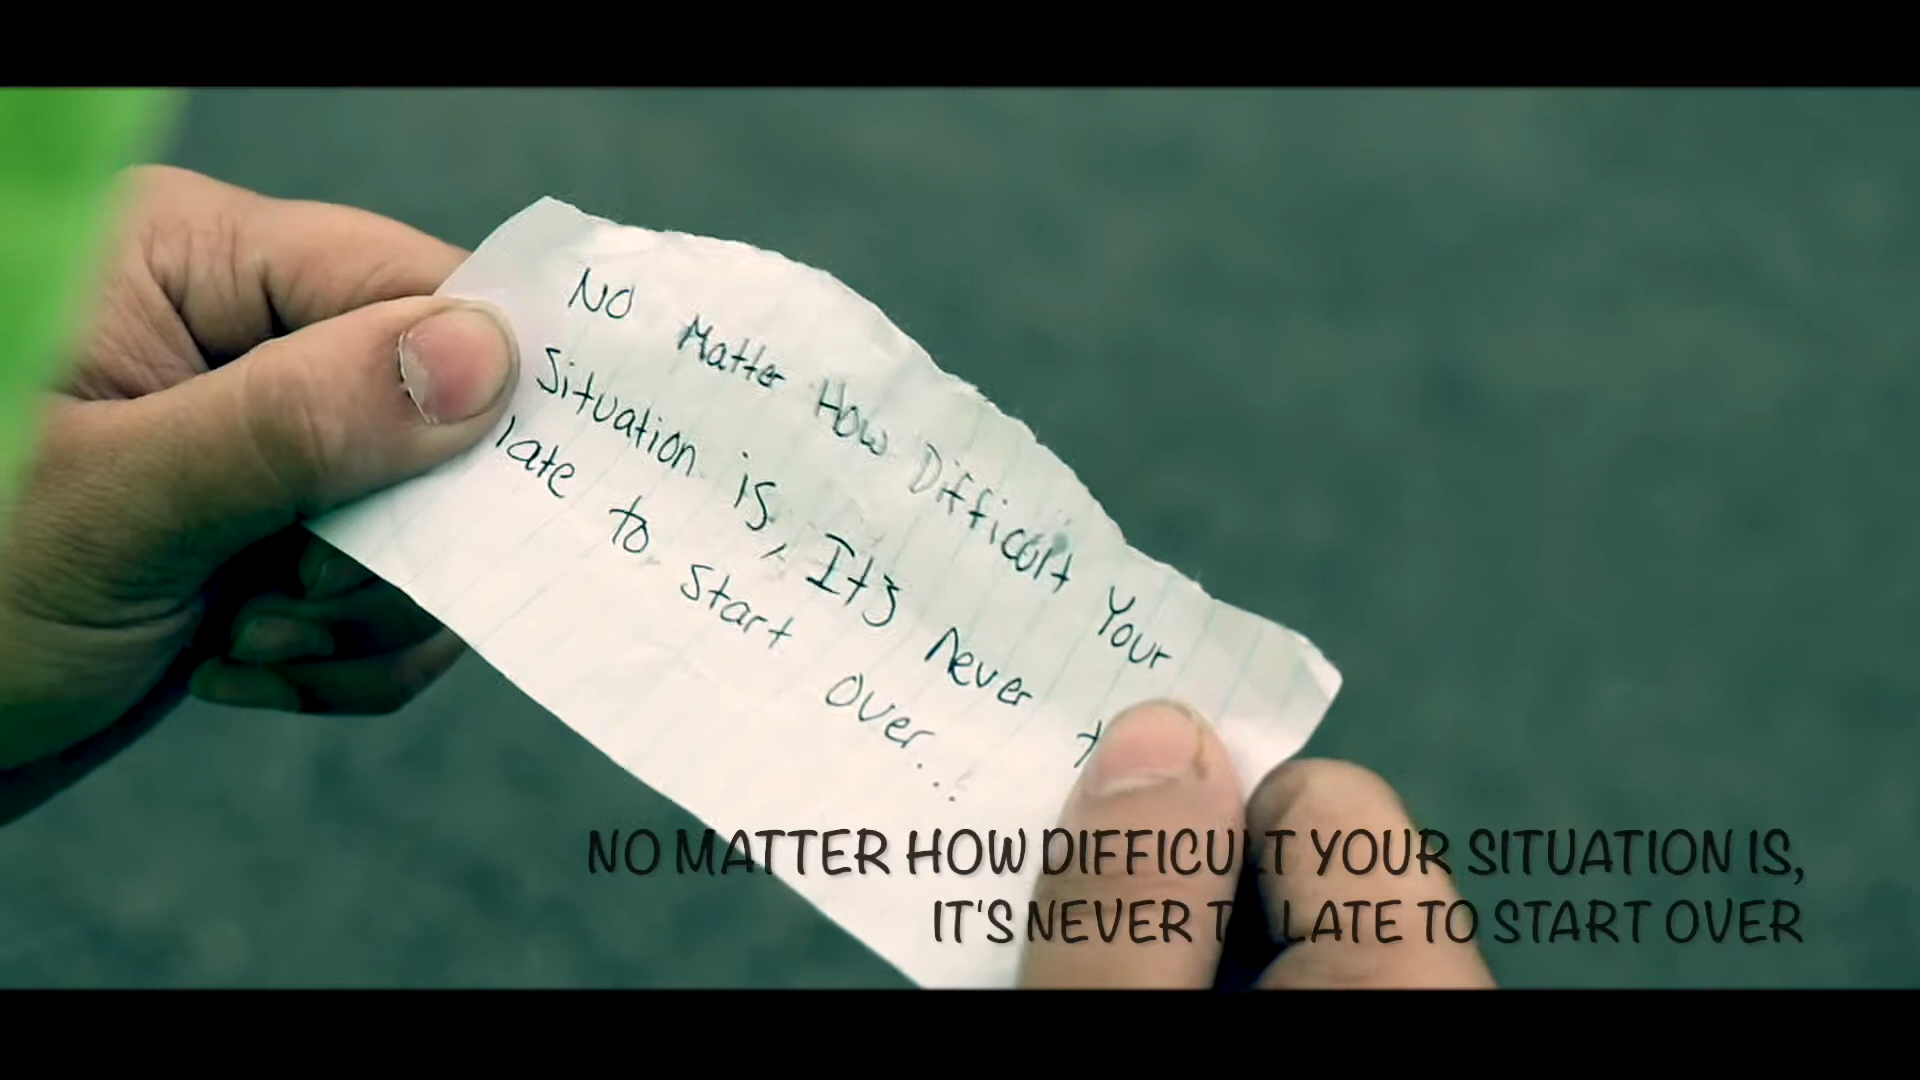 No Matter How Difficult Your
Situation is, It's Never
late to start over..!
NO MATTER HOW DIFFICULT YOUR SITUATION IS,
IT'S NEVER LATE TO START OVER